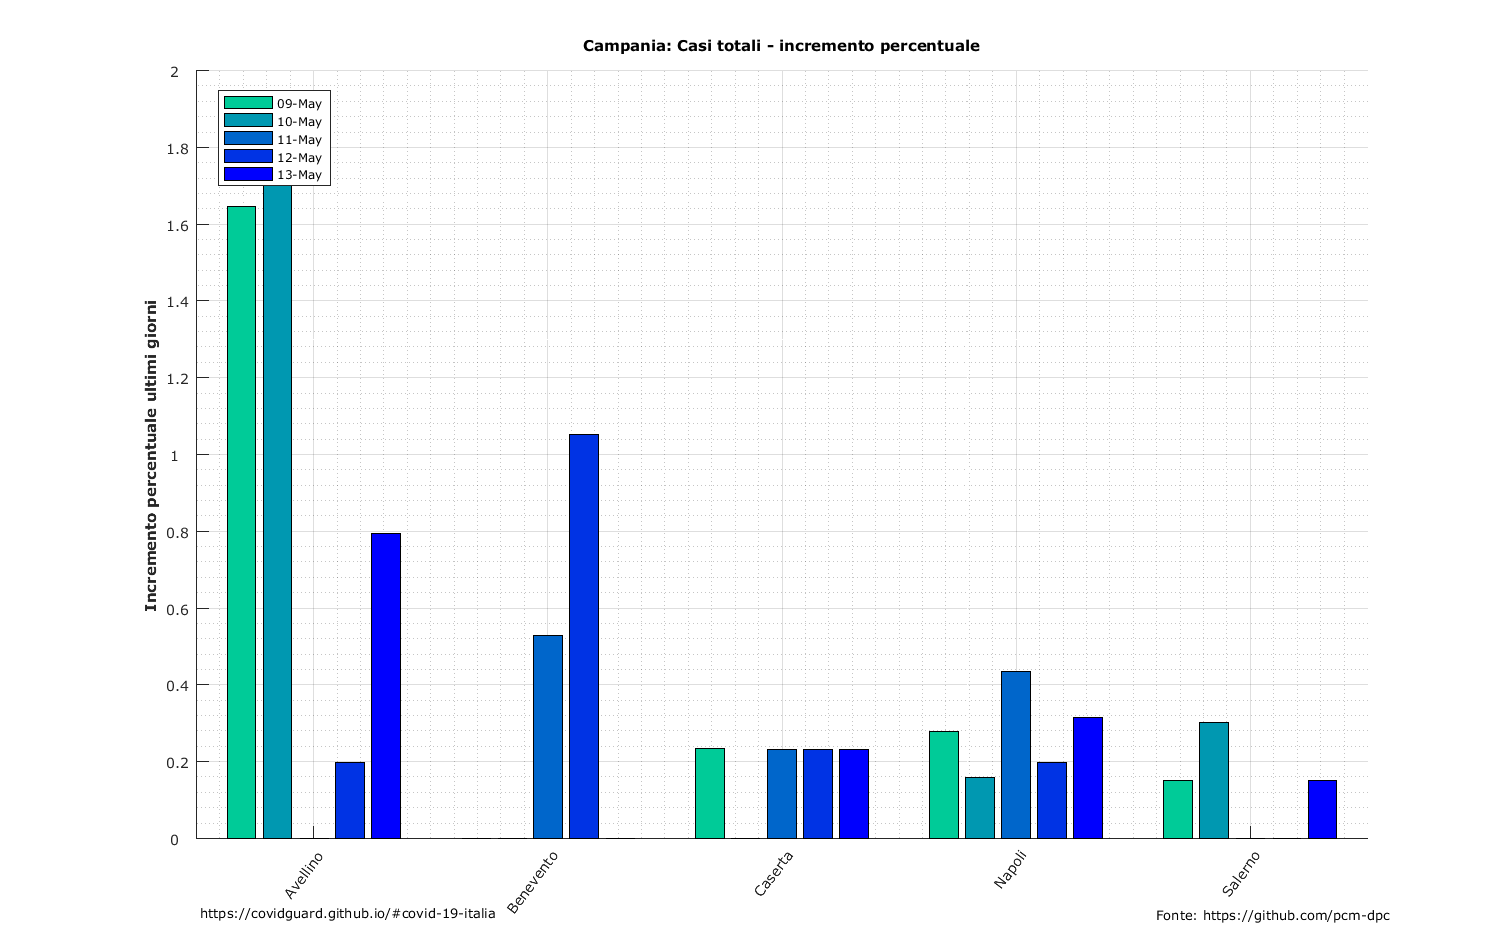 Campania: Casi totali - incremento percentuale
2
1.8
1.6
1.4
1.2
1
0.8
0.6
0.4
0.2
0
Incremento percentuale ultimi giorni
09-May
10-May
11-May
12-May
13-May
Avellino
Benevento
Caserta
Napoli
Salerno
https://covidguard.github.io/#covid-19-italia
Fonte: https://github.com/pcm-dpc